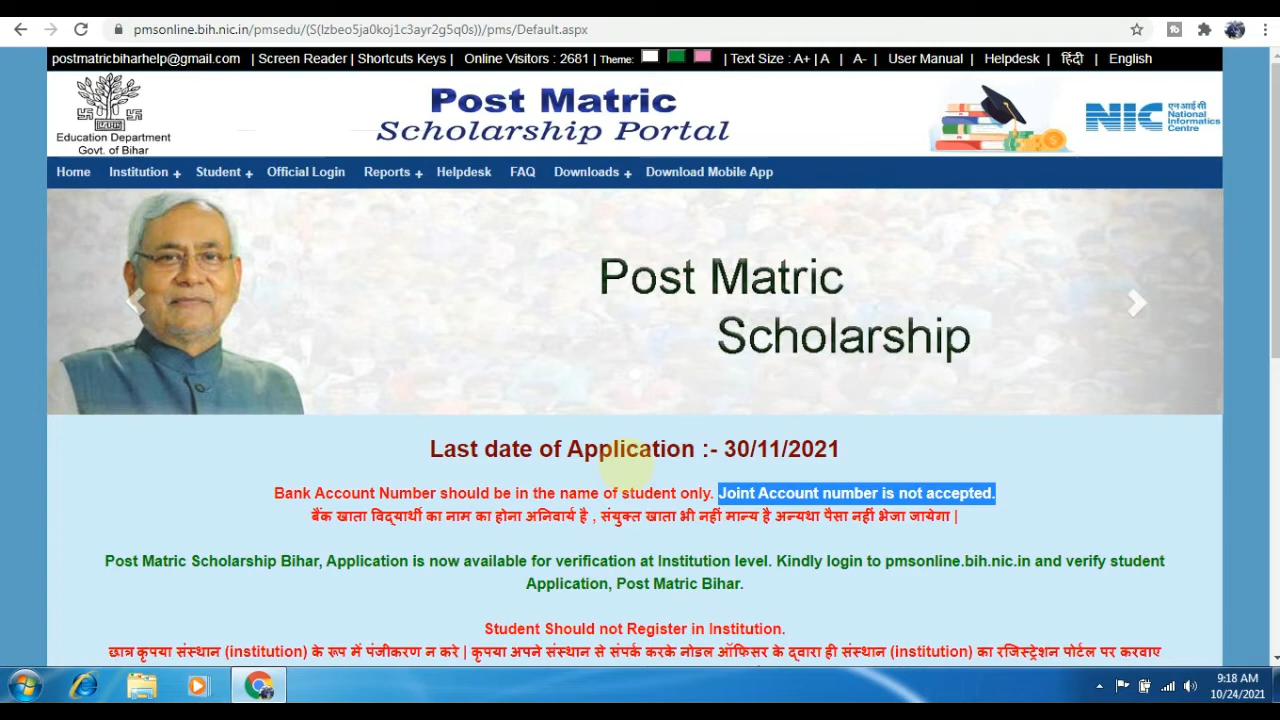 pmsonline.bih.nic.in/pmsedu/(S(lzbeo5ja0koj1c3ayr2g5q0s))/pms/Default.aspx
postmatricbiharhelp@gmail.com | Screen Reader | Shortcuts Keys | Online Visitors : 2681 | Theme: | Text Size : A+ | A | A- | User Manual | Helpdesk | हिंदी | English
Education Department
Govt. of Bihar
Post Matric
Scholarship Portal
NIC एन आई सी
National
Informatics
Centre
Home Institution + Student + Official Login Reports + Helpdesk FAQ Downloads + Download Mobile App
Post Matric
Scholarship
Last date of Application :- 30/11/2021
Bank Account Number should be in the name of student only. Joint Account number is not accepted.
बैंक खाता विद्यार्थी का नाम का होना अनिवार्य है , संयुक्त खाता भी नहीं मान्य है अन्यथा पैसा नहीं भेजा जायेगा |
Post Matric Scholarship Bihar, Application is now available for verification at Institution level. Kindly login to pmsonline.bih.nic.in and verify student
Application, Post Matric Bihar.
Student Should not Register in Institution.
छात्र कृपया संस्थान (institution) के रूप में पंजीकरण न करे | कृपया अपने संस्थान से संपर्क करके नोडल ऑफिसर के द्वारा ही संस्थान (institution) का रजिस्ट्रेशन पोर्टल पर करवाए
9:18 AM
10/24/2021